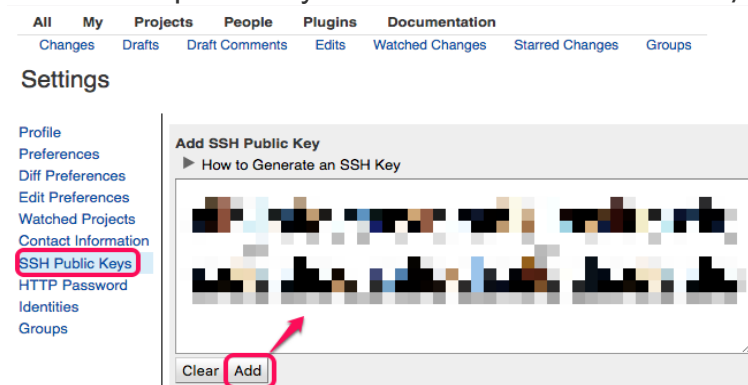 All My Projects People Plugins Documentation
Changes Drafts Draft Comments Edits Watched Changes Starred Changes Groups
Settings
Profile
Preferences
Diff Preferences
Edit Preferences
Watched Projects
Contact Information
SSH Public Keys
HTTP Password
Identities
Groups
Add SSH Public Key
How to Generate an SSH Key
Clear Add